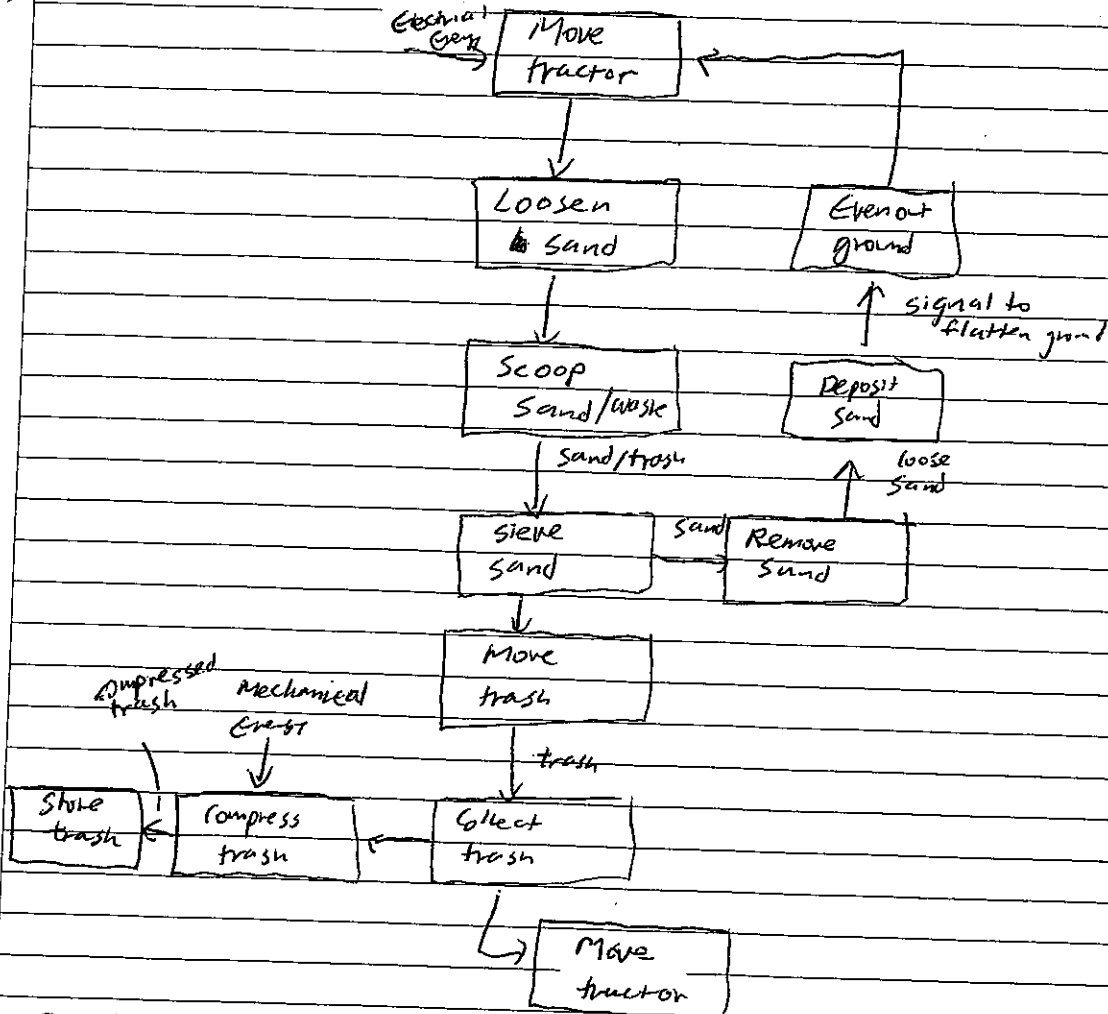 Electrical
Energy
Move
tractor
Loosen
sand
Even out
ground
signal to
flatten ground
Scoop
Sand/waste
Deposit
sand
sand/trash
loose
sand
sieve
sand
sand
Remove
sand
Move
trash
compressed
trash
Mechanical
Energy
trash
Store
trash
Compress
trash
Collect
trash
Move
tractor